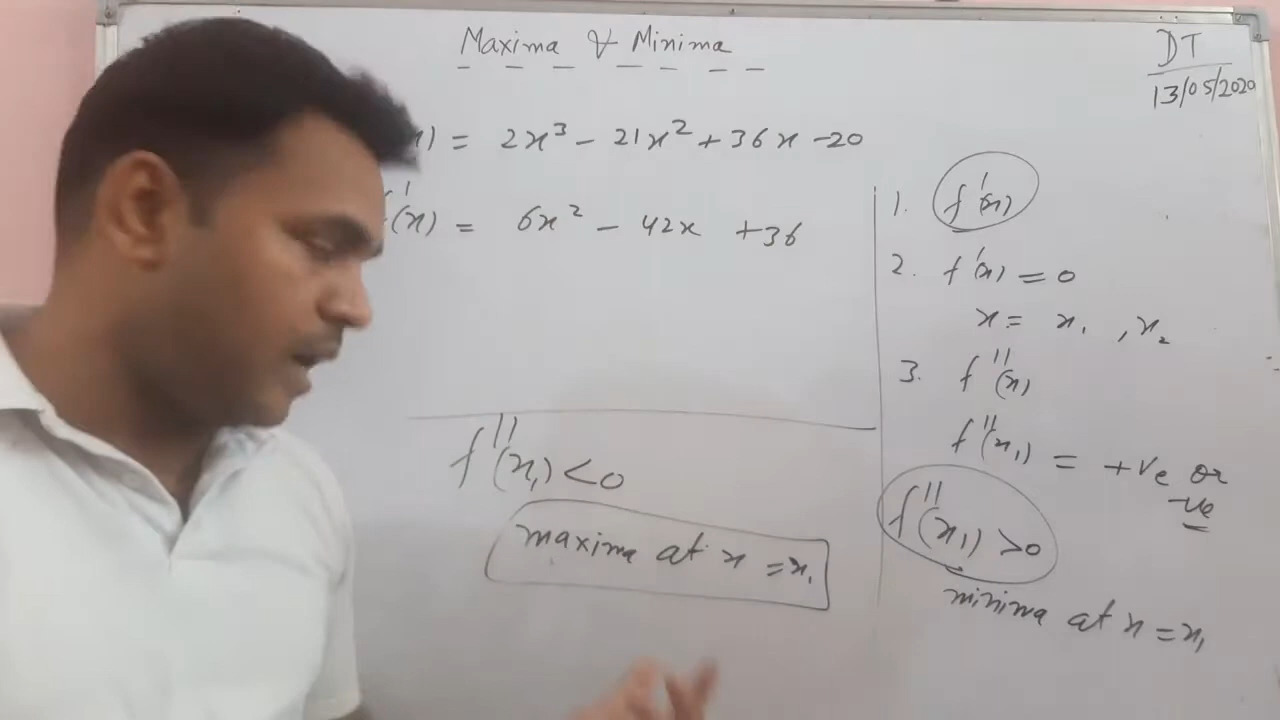 Maxima & Minima
DT
13/05/2020
x) = 2x³ - 21x² + 36x - 20
f'(x) = 6x² - 42x + 36
1. f'(x)
2. f'(x) = 0
x = x₁, x₂
3. f''(x)
f''(x₁) = +ve or
-ve
f''(x₁) > 0
minima at x = x₁
f''(x₁) < 0
maxima at x = x₁